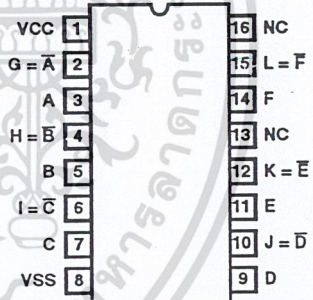 VCC 1 16 NC
G = A̅ 2 15 L = F̅
A 3 14 F
H = B̅ 4 13 NC
B 5 12 K = E̅
I = C̅ 6 11 E
C 7 10 J = D̅
VSS 8 9 D